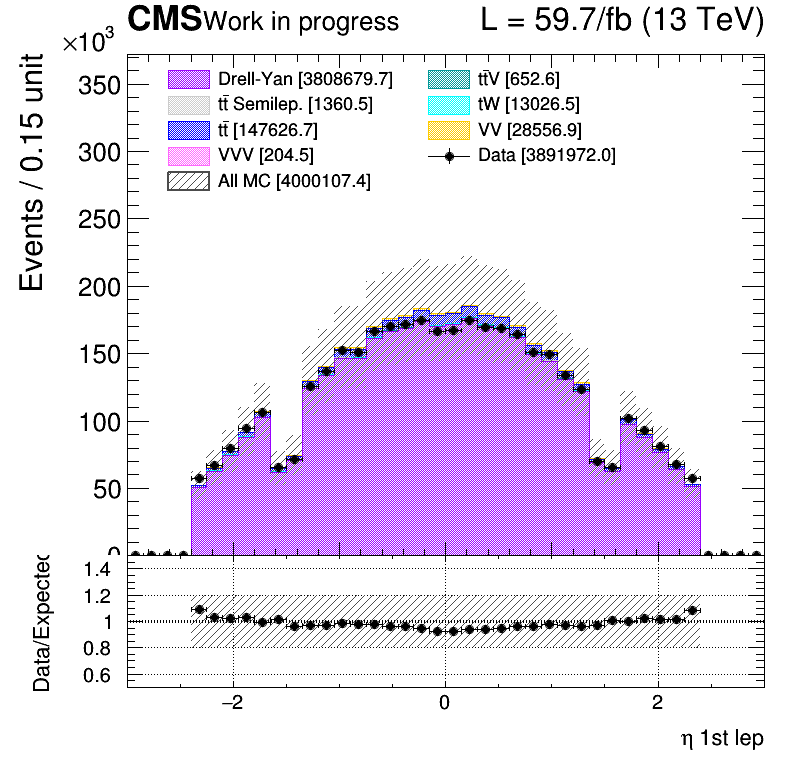 CMS Work in progress L = 59.7/fb (13 TeV)
×10³
Events / 0.15 unit
350
300
250
200
150
100
50
0
Drell-Yan [3808679.7]
tt̄ Semilep. [1360.5]
tt̄ [147626.7]
VVV [204.5]
All MC [4000107.4]
tt̄V [652.6]
tW [13026.5]
VV [28556.9]
Data [3891972.0]
Data/Expected
1.4
1.2
1
0.8
0.6
−2 0 2
η 1st lep